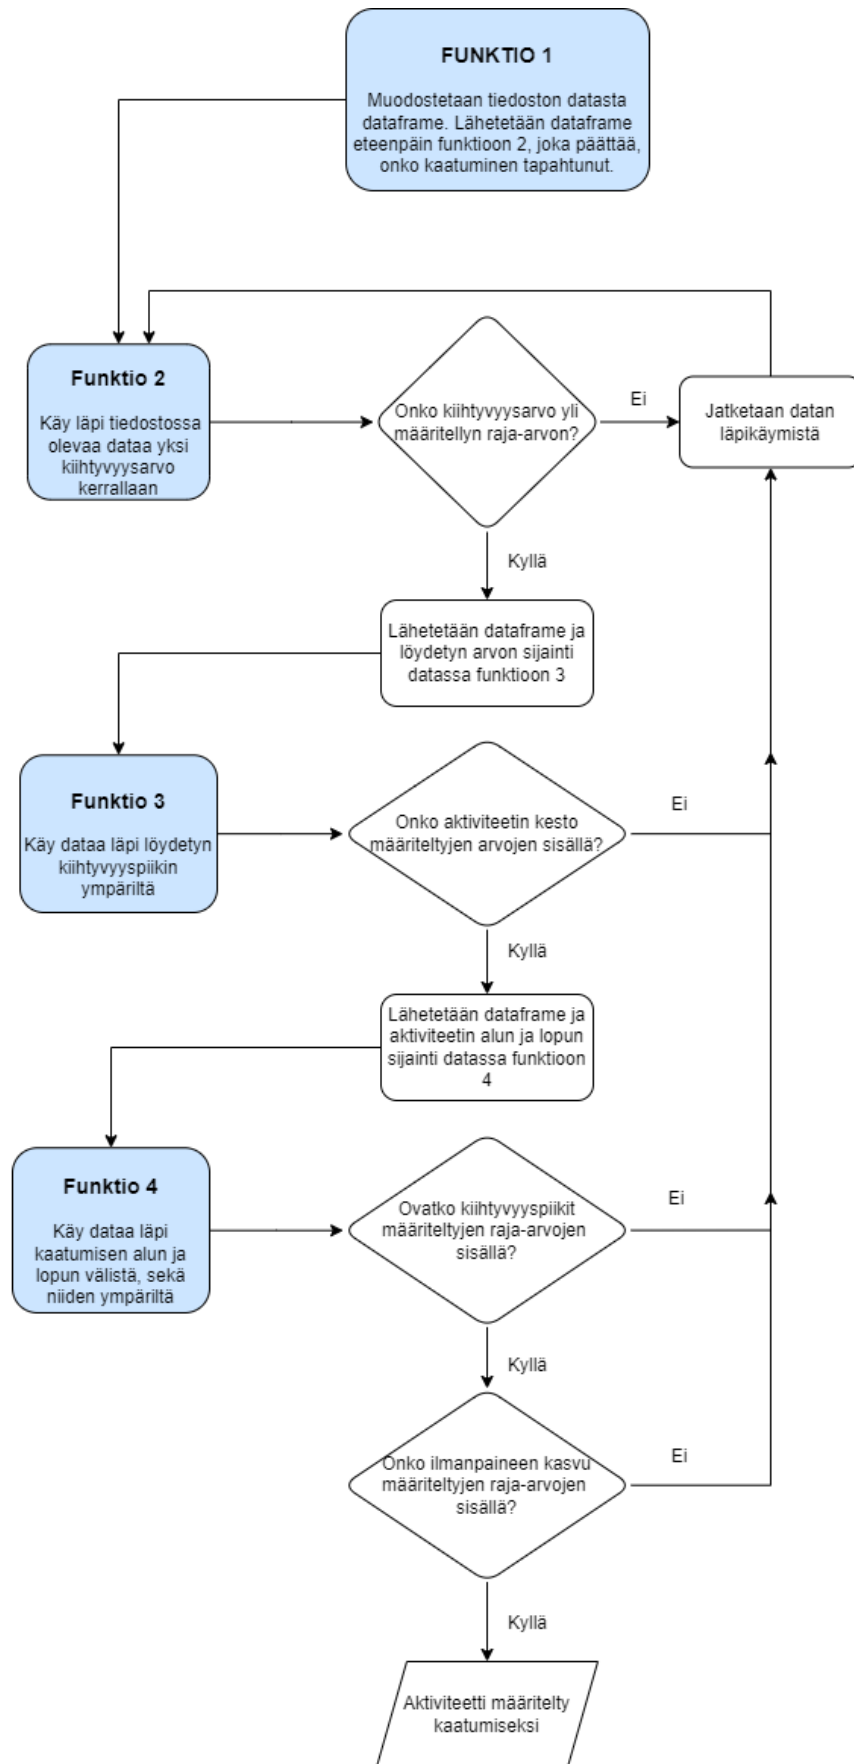 FUNKTIO 1
Muodostetaan tiedoston datasta
dataframe. Lähetetään dataframe
eteenpäin funktioon 2, joka päättää,
onko kaatuminen tapahtunut.
Funktio 2
Käy läpi tiedostossa
olevaa dataa yksi
kiihtyvyysarvo
kerrallaan
Onko kiihtyvyysarvo yli
määritellyn raja-arvon?
Ei
Jatketaan datan
läpikäymistä
Kyllä
Lähetetään dataframe ja
löydetyn arvon sijainti
datassa funktioon 3
Funktio 3
Käy dataa läpi löydetyn
kiihtyvyyspiikin
ympäriltä
Onko aktiviteetin kesto
määriteltyjen arvojen sisällä?
Ei
Kyllä
Lähetetään dataframe ja
aktiviteetin alun ja lopun
sijainti datassa funktioon
4
Funktio 4
Käy dataa läpi
kaatumisen alun ja
lopun välistä, sekä
niiden ympäriltä
Ovatko kiihtyvyyspiikit
määriteltyjen raja-arvojen
sisällä?
Ei
Kyllä
Onko ilmanpaineen kasvu
määriteltyjen raja-arvojen
sisällä?
Ei
Kyllä
Aktiviteetti määritelty
kaatumiseksi